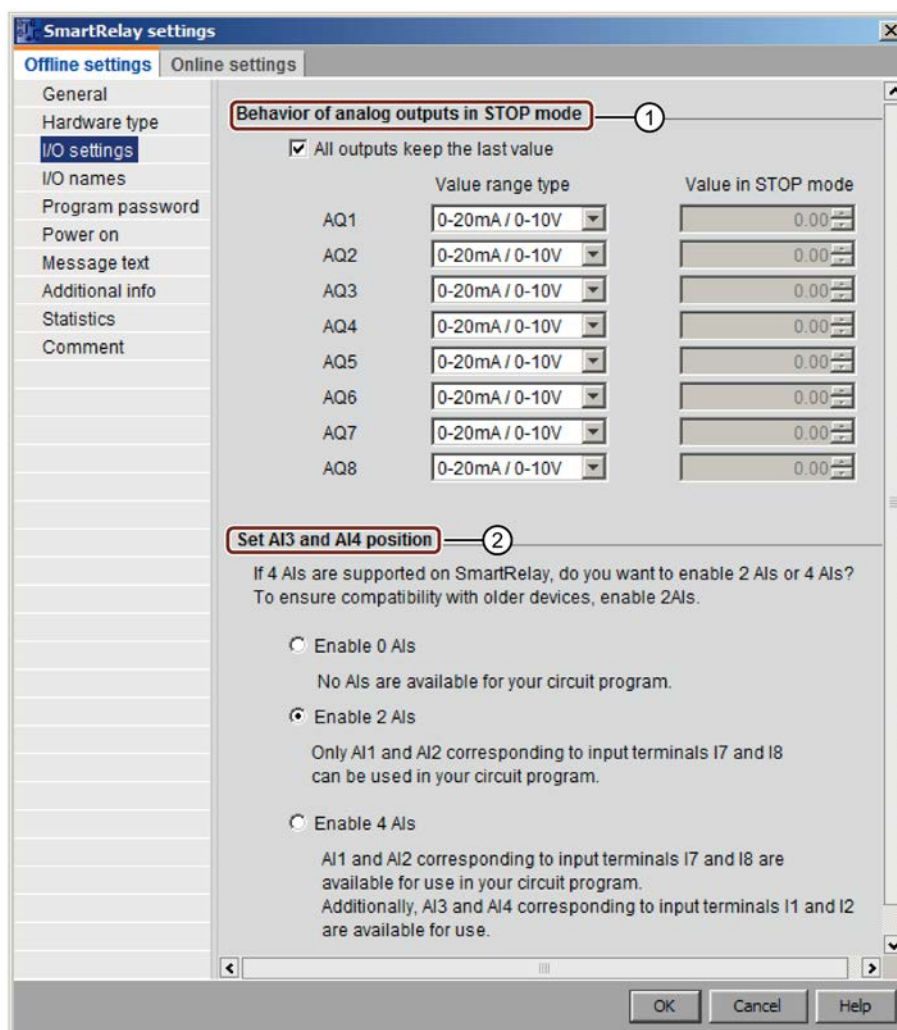 SmartRelay settings
Offline settings
Online settings
General
Hardware type
I/O settings
I/O names
Program password
Power on
Message text
Additional info
Statistics
Comment
Behavior of analog outputs in STOP mode
1
All outputs keep the last value
Value range type
Value in STOP mode
AQ1 0-20mA / 0-10V 0.00
AQ2 0-20mA / 0-10V 0.00
AQ3 0-20mA / 0-10V 0.00
AQ4 0-20mA / 0-10V 0.00
AQ5 0-20mA / 0-10V 0.00
AQ6 0-20mA / 0-10V 0.00
AQ7 0-20mA / 0-10V 0.00
AQ8 0-20mA / 0-10V 0.00
Set AI3 and AI4 position
2
If 4 AIs are supported on SmartRelay, do you want to enable 2 AIs or 4 AIs?
To ensure compatibility with older devices, enable 2AIs.
Enable 0 AIs
No AIs are available for your circuit program.
Enable 2 AIs
Only AI1 and AI2 corresponding to input terminals I7 and I8
can be used in your circuit program.
Enable 4 AIs
AI1 and AI2 corresponding to input terminals I7 and I8 are
available for use in your circuit program.
Additionally, AI3 and AI4 corresponding to input terminals I1 and I2
are available for use.
OK
Cancel
Help